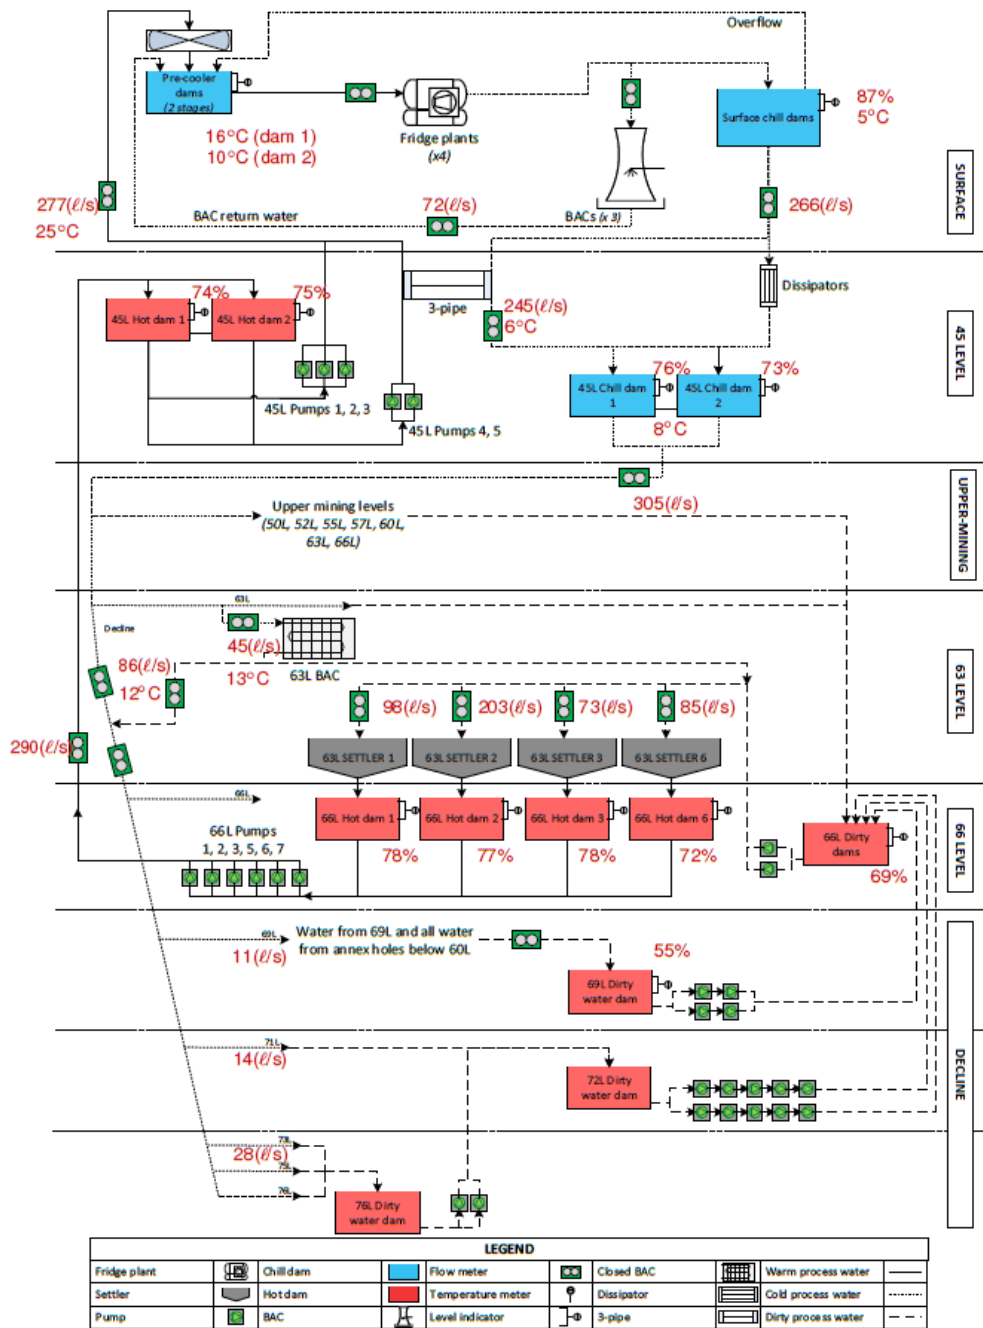 Overflow
Pre-cooler
dams
(2 stages)
Fridge plants
(x4)
Surface chill dams
87%
5°C
16°C (dam 1)
10°C (dam 2)
277(ℓ/s)
25°C
BAC return water
72(ℓ/s)
BACs (x 3)
266(ℓ/s)
SURFACE
3-pipe
Dissipators
74%
75%
45L Hot dam 1
45L Hot dam 2
245(ℓ/s)
6°C
45 LEVEL
76%
73%
45L Chill dam
1
45L Chill dam
2
8°C
45L Pumps 1, 2, 3
45L Pumps 4, 5
305(ℓ/s)
Upper mining levels
(50L, 52L, 55L, 57L, 60L,
63L, 66L)
UPPER-MINING
63L
Decline
45(ℓ/s)
63L BAC
86(ℓ/s)
12°C
13°C
98(ℓ/s)
203(ℓ/s)
73(ℓ/s)
85(ℓ/s)
63 LEVEL
290(ℓ/s)
63L SETTLER 1
63L SETTLER 2
63L SETTLER 3
63L SETTLER 6
66L
66L Hot dam 1
66L Hot dam 2
66L Hot dam 3
66L Hot dam 6
66L Pumps
1, 2, 3, 5, 6, 7
78%
77%
78%
72%
66L Dirty
dams
69%
66 LEVEL
69L
11(ℓ/s)
Water from 69L and all water
from annex holes below 60L
55%
69L Dirty
water dam
71L
14(ℓ/s)
72L Dirty
water dam
DECLINE
73L
28(ℓ/s)
75L
76L
76L Dirty
water dam
LEGEND
Fridge plant
Chill dam
Flow meter
Closed BAC
Warm process water
Settler
Hot dam
Temperature meter
Dissipator
Cold process water
Pump
BAC
Level indicator
3-pipe
Dirty process water